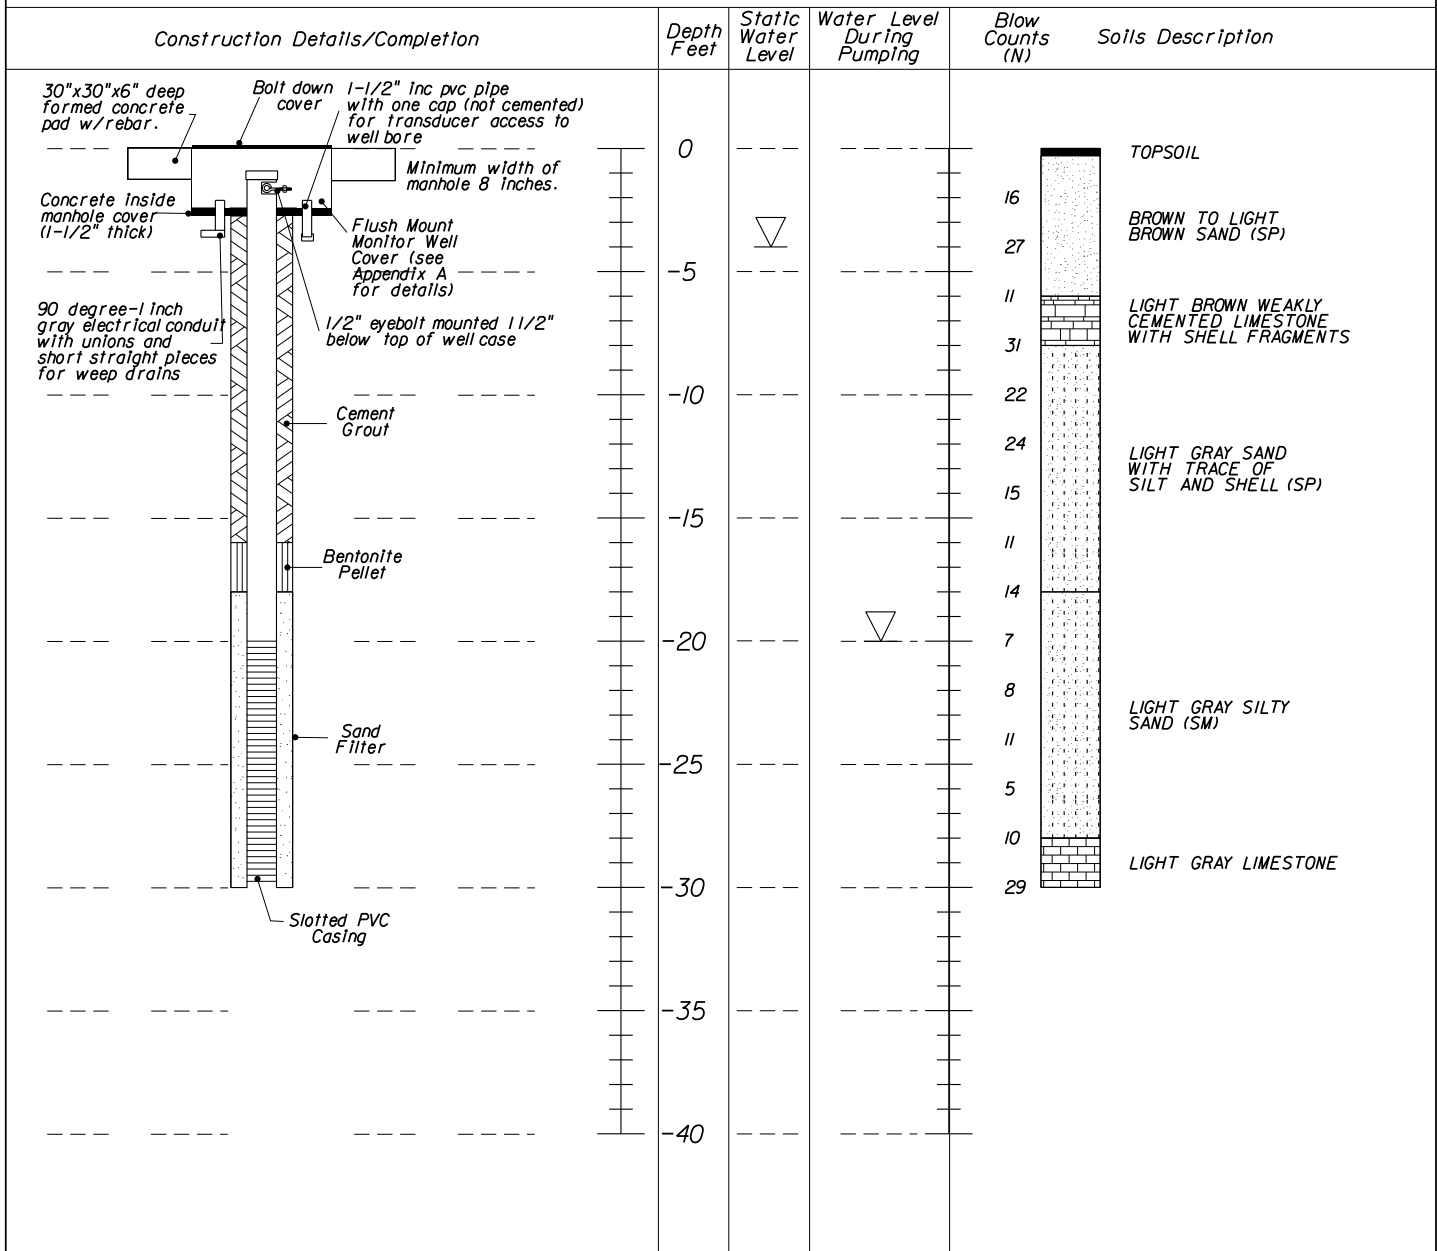 Construction Details/Completion
Depth
Feet
Static
Water
Level
Water Level
During
Pumping
Blow
Counts
(N)
Soils Description
30"x30"x6" deep
formed concrete
pad w/rebar.
Bolt down
cover
1-1/2" inc pvc pipe
with one cap (not cemented)
for transducer access to
well bore
Minimum width of
manhole 8 inches.
Concrete inside
manhole cover
(1-1/2" thick)
Flush Mount
Monitor Well
Cover (see
Appendix A
for details)
90 degree-1 inch
gray electrical conduit
with unions and
short straight pieces
for weep drains
1/2" eyebolt mounted 1 1/2"
below top of well case
Cement
Grout
Bentonite
Pellet
Sand
Filter
Slotted PVC
Casing
0
-5
-10
-15
-20
-25
-30
-35
-40
16
27
11
31
22
24
15
11
14
7
8
11
5
10
29
TOPSOIL
BROWN TO LIGHT
BROWN SAND (SP)
LIGHT BROWN WEAKLY
CEMENTED LIMESTONE
WITH SHELL FRAGMENTS
LIGHT GRAY SAND
WITH TRACE OF
SILT AND SHELL (SP)
LIGHT GRAY SILTY
SAND (SM)
LIGHT GRAY LIMESTONE